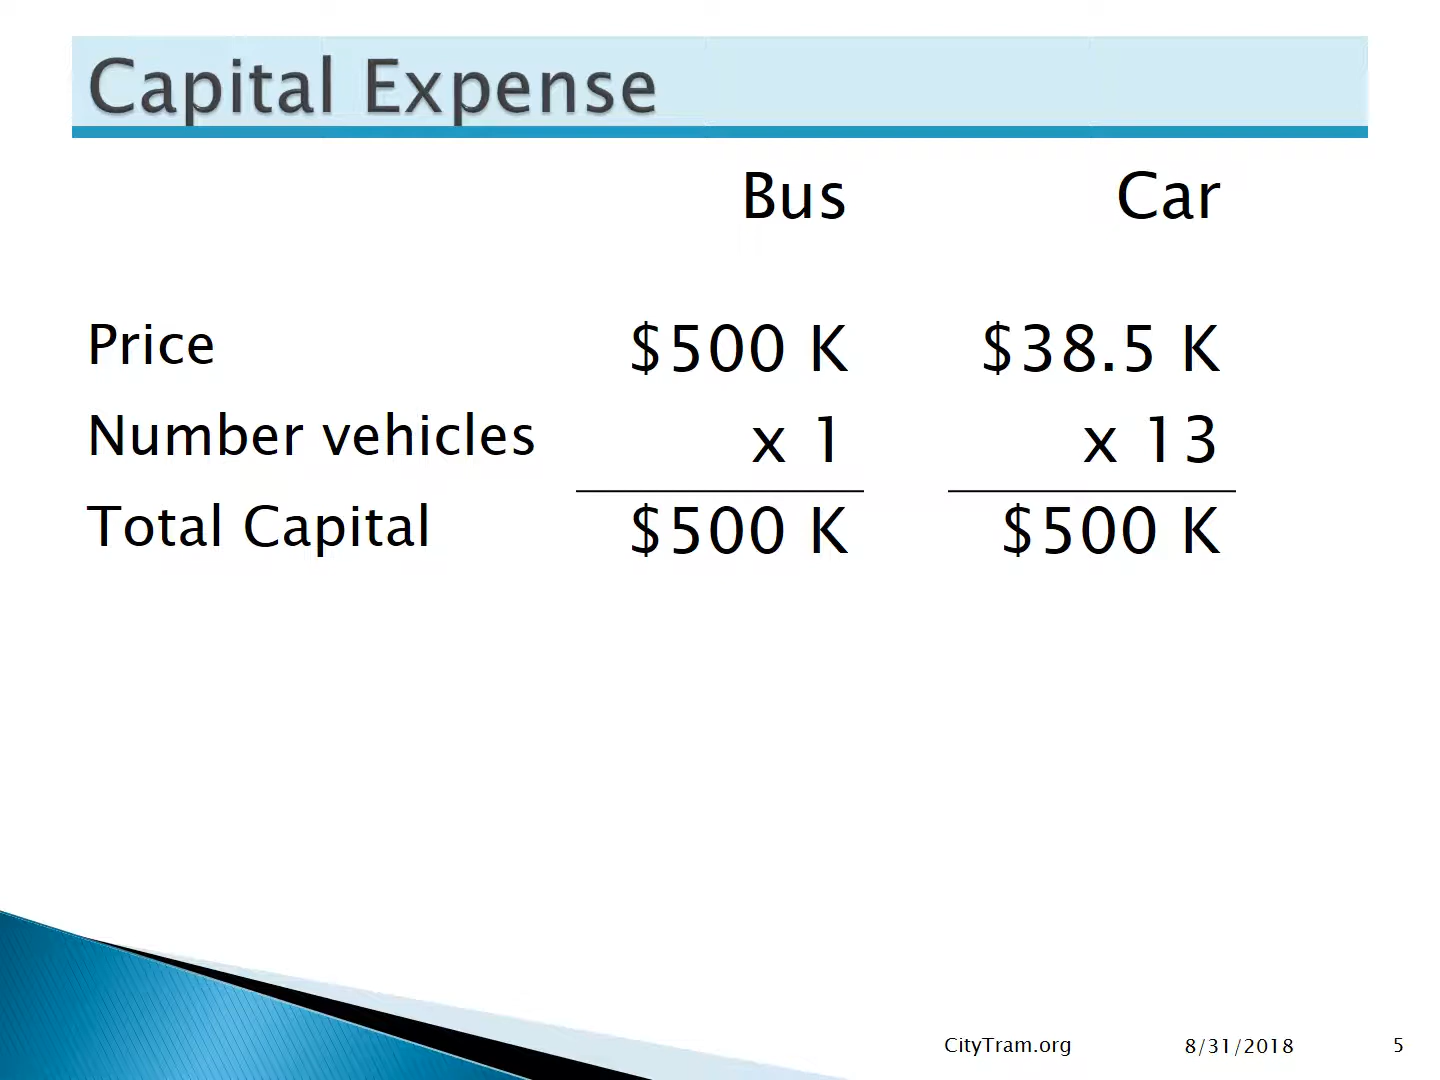 Capital Expense
Bus Car
Price $500 K $38.5 K
Number vehicles x 1 x 13
Total Capital $500 K $500 K
CityTram.org 8/31/2018 5